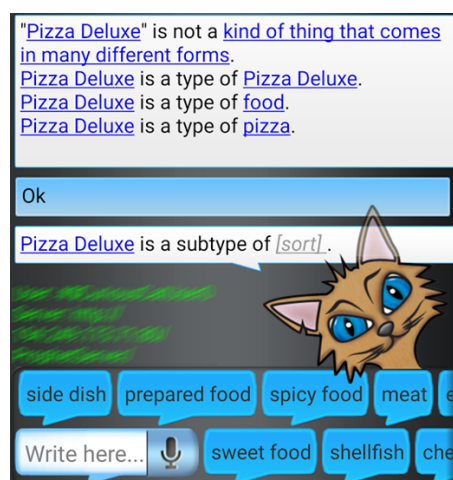 "Pizza Deluxe" is not a kind of thing that comes
in many different forms.
Pizza Deluxe is a type of Pizza Deluxe.
Pizza Deluxe is a type of food.
Pizza Deluxe is a type of pizza.
Ok
Pizza Deluxe is a subtype of [sort] .
side dish
prepared food
spicy food
meat
Write here...
sweet food
shellfish